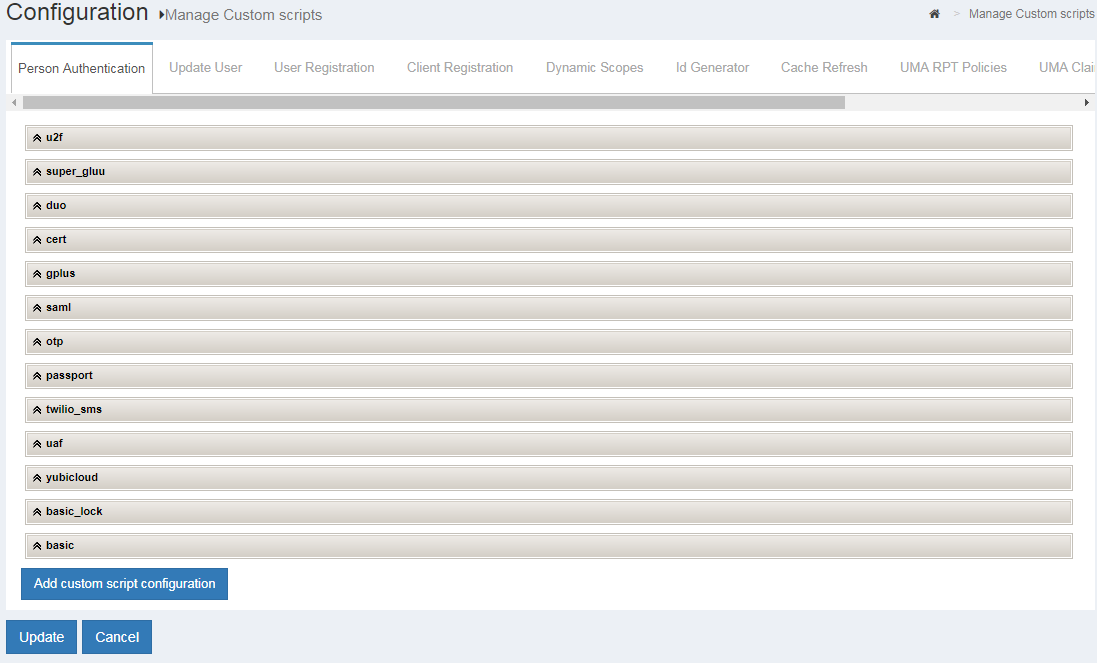 Configuration Manage Custom scripts > Manage Custom scripts
Person Authentication Update User User Registration Client Registration Dynamic Scopes Id Generator Cache Refresh UMA RPT Policies UMA Clai
u2f
super_gluu
duo
cert
gplus
saml
otp
passport
twilio_sms
uaf
yubicloud
basic_lock
basic
Add custom script configuration
Update Cancel